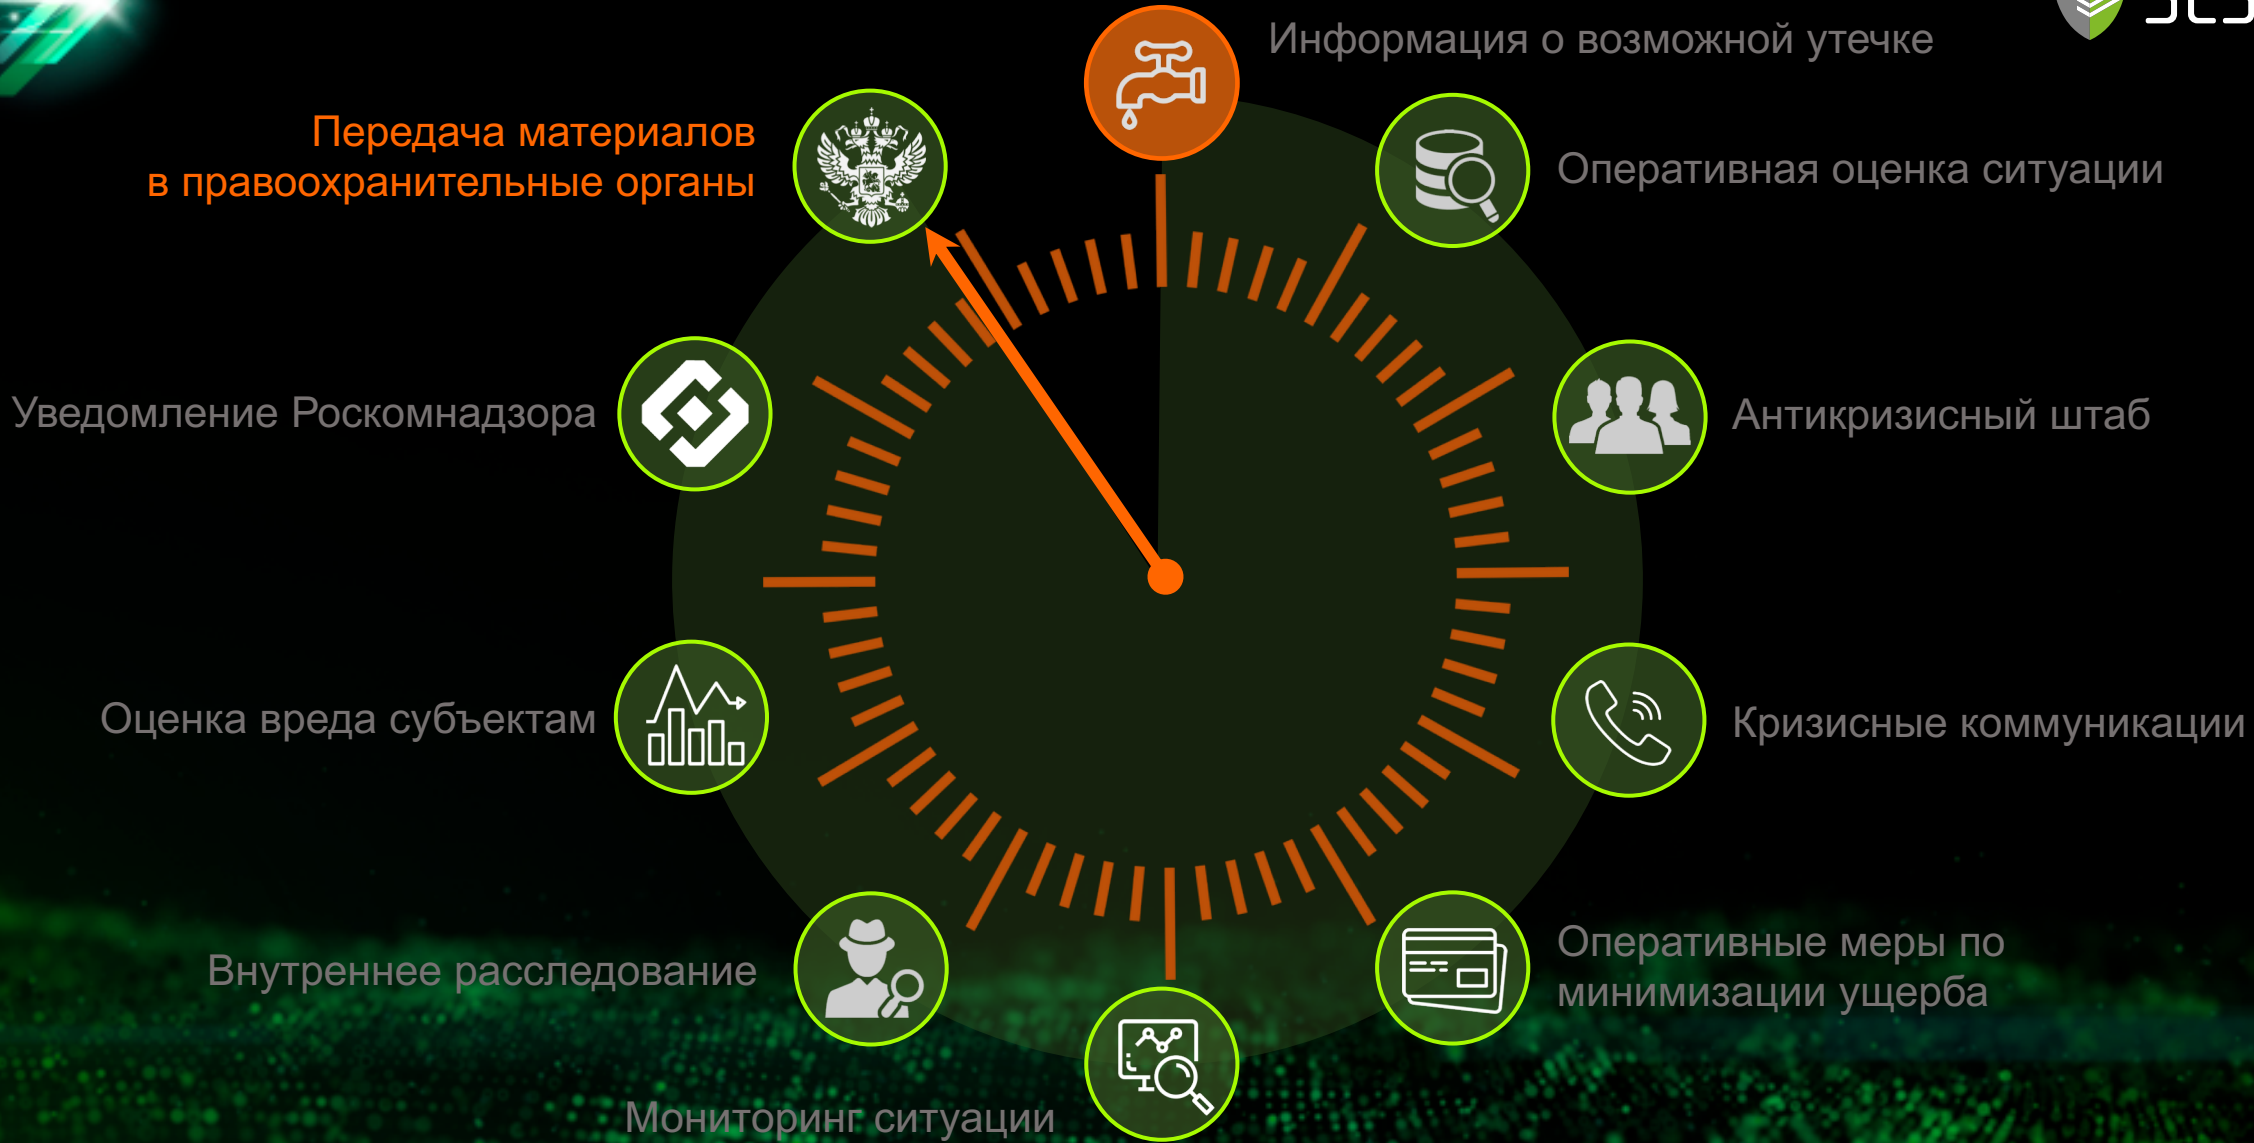 Информация о возможной утечке
Оперативная оценка ситуации
Антикризисный штаб
Кризисные коммуникации
Оперативные меры по
минимизации ущерба
Мониторинг ситуации
Внутреннее расследование
Оценка вреда субъектам
Уведомление Роскомнадзора
Передача материалов
в правоохранительные органы